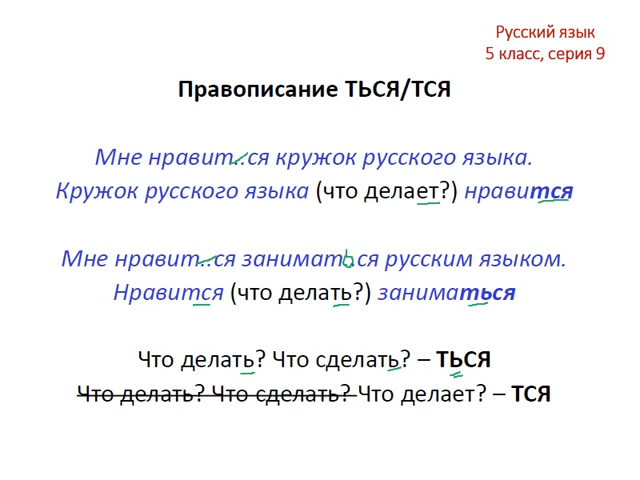 Русский язык
5 класс, серия 9
Правописание ТЬСЯ/ТСЯ
Мне нравит..ся кружок русского языка.
Кружок русского языка (что делает?) нравится
Мне нравит..ся занимат..ся русским языком.
Нравится (что делать?) заниматься
Что делать? Что сделать? – ТЬСЯ
Что делать? Что сделать? Что делает? – ТСЯ